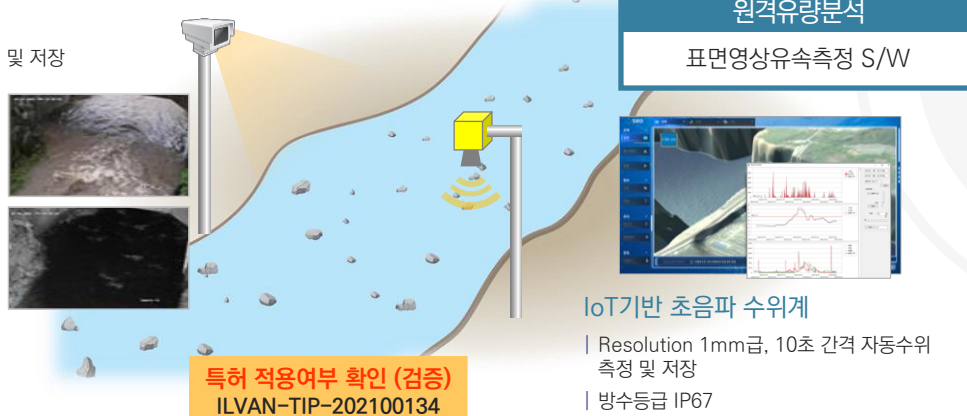 원격유량분석
표면영상유속측정 S/W
및 저장
IoT기반 초음파 수위계
| Resolution 1mm급, 10초 간격 자동수위
측정 및 저장
| 방수등급 IP67
특허 적용여부 확인 (검증)
ILVAN-TIP-202100134